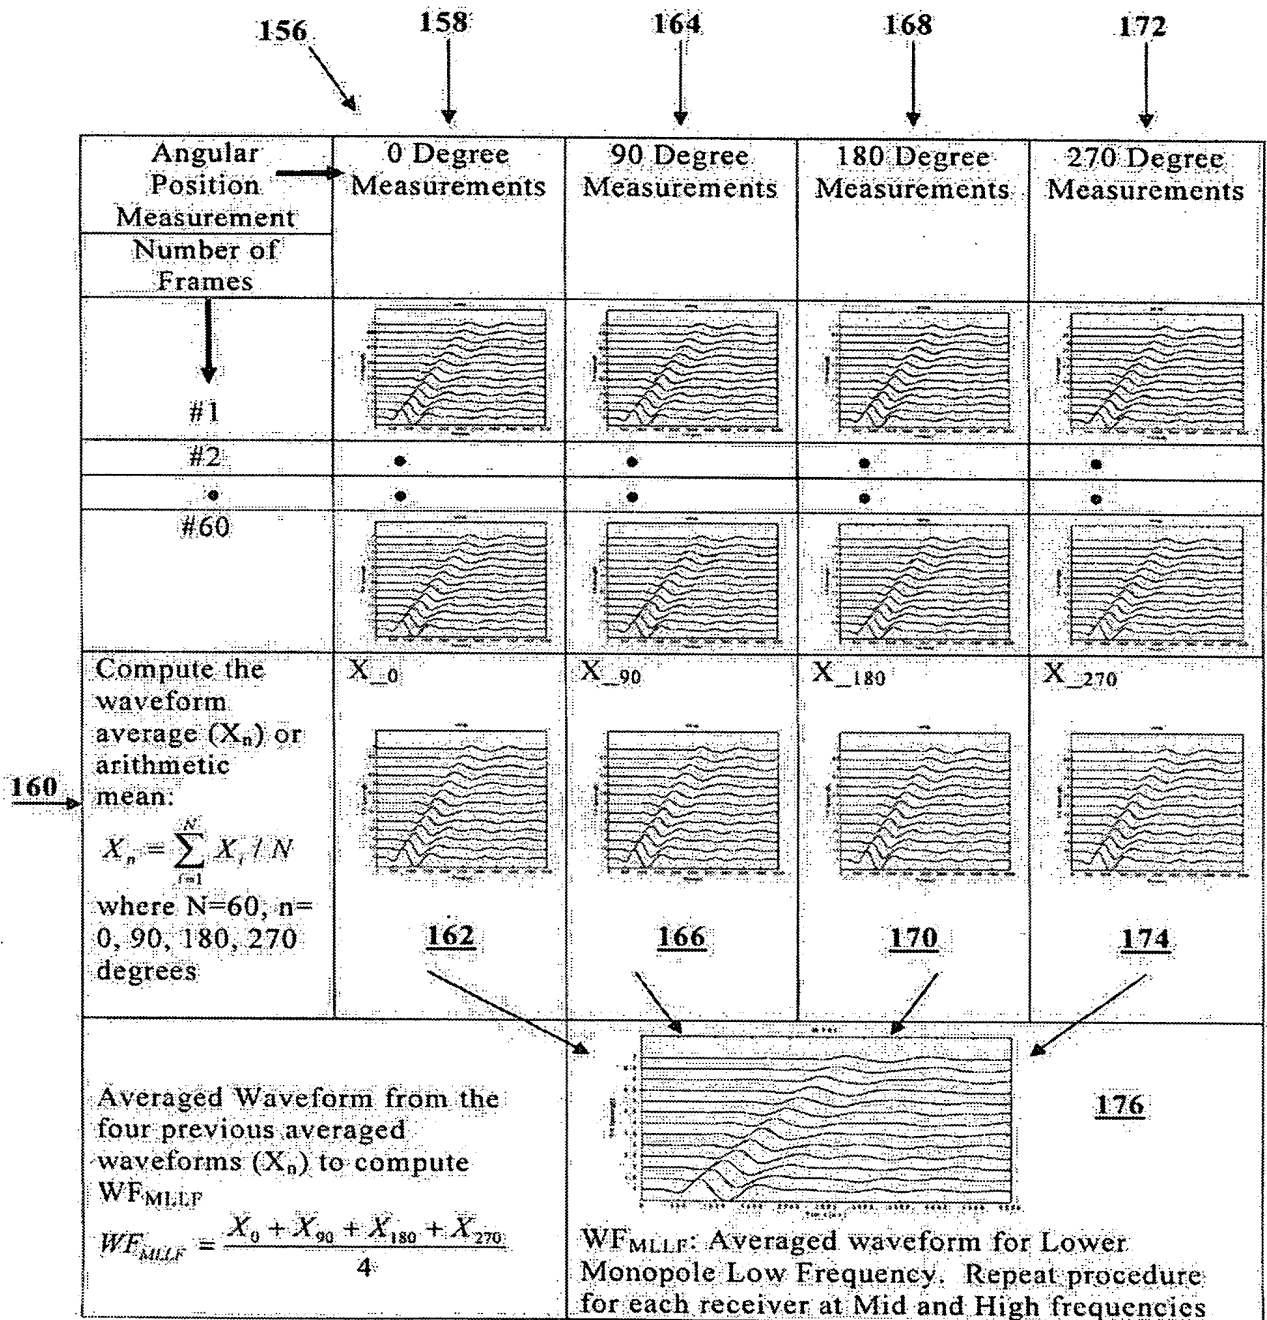 156 158 164 168 172
Angular
Position
Measurement
0 Degree
Measurements
90 Degree
Measurements
180 Degree
Measurements
270 Degree
Measurements
Number of
Frames
#1
#2
#60
Compute the
waveform
average (Xₙ) or
arithmetic
mean:
Xₙ = ∑ᵢ₌₁ᴺ Xᵢ / N
where N=60, n=
0, 90, 180, 270
degrees
160
X_0
X_90
X_180
X_270
162 166 170 174
Averaged Waveform from the
four previous averaged
waveforms (Xₙ) to compute
WF_MLLF
WF_MLLF = (X₀ + X₉₀ + X₁₈₀ + X₂₇₀) / 4
176
WF_MLLF: Averaged waveform for Lower
Monopole Low Frequency. Repeat procedure
for each receiver at Mid and High frequencies